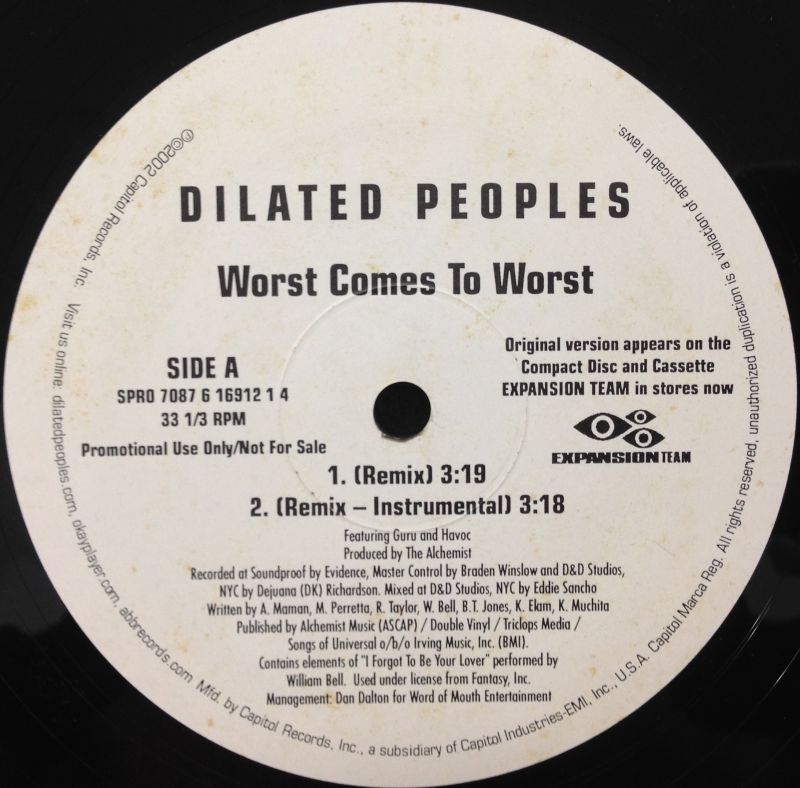 DILATED PEOPLES
Worst Comes To Worst
SIDE A
SPRO 7087 6 16912 1 4
33 1/3 RPM
Promotional Use Only/Not For Sale
Original version appears on the
Compact Disc and Cassette
EXPANSION TEAM in stores now
EXPANSION TEAM
1. (Remix) 3:19
2. (Remix – Instrumental) 3:18
Featuring Guru and Havoc
Produced by The Alchemist
Recorded at Soundproof by Evidence, Master Control by Braden Winslow and D&D Studios,
NYC by Dejuana (DK) Richardson. Mixed at D&D Studios, NYC by Eddie Sancho
Written by A. Maman, M. Perretta, R. Taylor, W. Bell, B.T. Jones, K. Elam, K. Muchita
Published by Alchemist Music (ASCAP) / Double Vinyl / Triclops Media /
Songs of Universal o/b/o Irving Music, Inc. (BMI).
Contains elements of "I Forgot To Be Your Lover" performed by
William Bell. Used under license from Fantasy, Inc.
Management: Dan Dalton for Word of Mouth Entertainment
℗©2002 Capitol Records, Inc. Visit us online: dilatedpeoples.com, okayplayer.com, abbrecords.com Mfd. by Capitol Records, Inc., a subsidiary of Capitol Industries-EMI, Inc., U.S.A. Capitol Marca Reg. All rights reserved, unauthorized duplication is a violation of applicable laws.